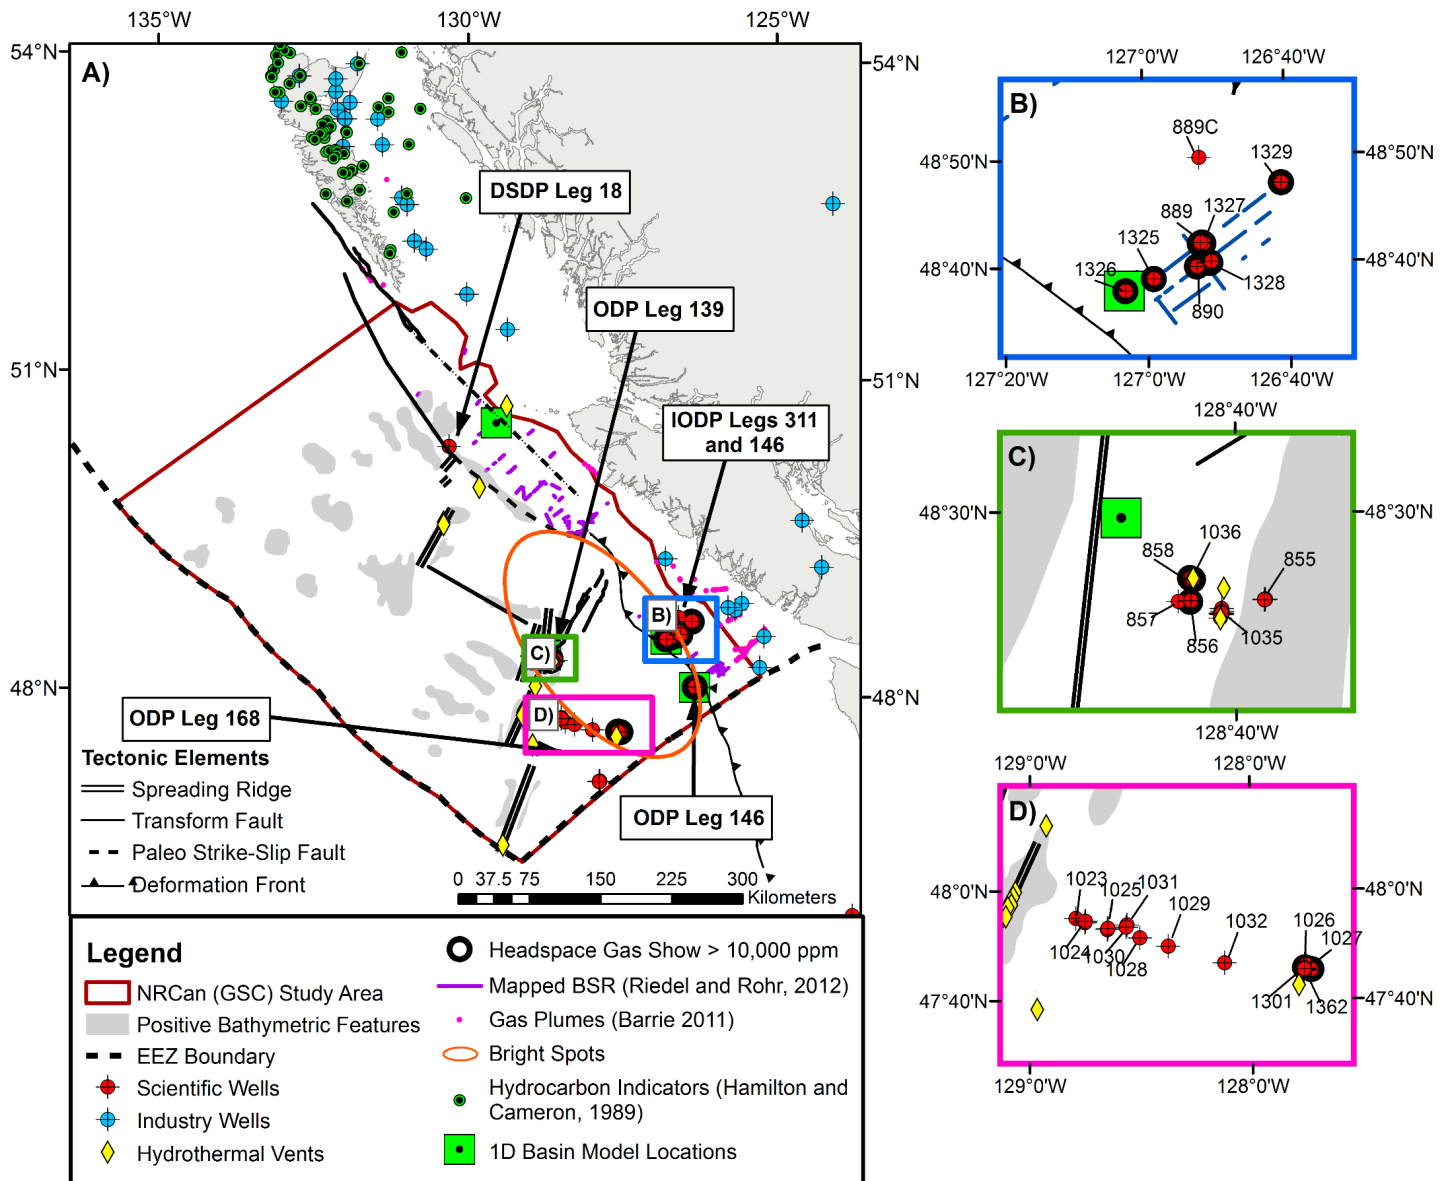 135°W
130°W
125°W
54°N
54°N
A)
DSDP Leg 18
ODP Leg 139
51°N
51°N
IODP Legs 311
and 146
B)
C)
48°N
48°N
D)
ODP Leg 168
ODP Leg 146
Tectonic Elements
Spreading Ridge
Transform Fault
Paleo Strike-Slip Fault
Deformation Front
0 37.5 75 150 225 300
Kilometers
Legend
NRCan (GSC) Study Area
Positive Bathymetric Features
EEZ Boundary
Scientific Wells
Industry Wells
Hydrothermal Vents
Headspace Gas Show > 10,000 ppm
Mapped BSR (Riedel and Rohr, 2012)
Gas Plumes (Barrie 2011)
Bright Spots
Hydrocarbon Indicators (Hamilton and
Cameron, 1989)
1D Basin Model Locations
127°0'W
126°40'W
B)
889C
48°50'N
48°50'N
1329
1327
889
1325
1326
48°40'N
48°40'N
1328
890
127°20'W
127°0'W
126°40'W
128°40'W
C)
48°30'N
48°30'N
1036
858
855
857
856
1035
128°40'W
129°0'W
128°0'W
D)
48°0'N
48°0'N
1023
1025
1031
1029
1032
1026
1027
1024
1030
1028
1301
1362
47°40'N
47°40'N
129°0'W
128°0'W